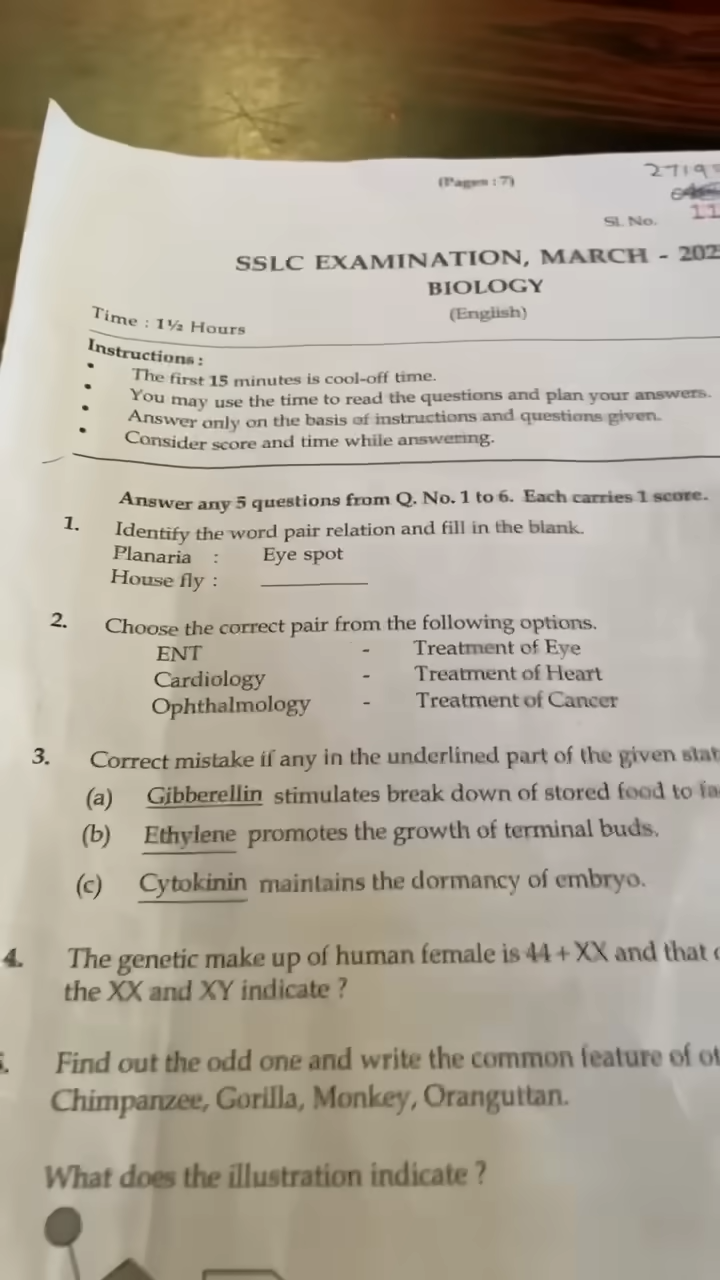 (Pages : 7)
2719
Sl. No. 11
SSLC EXAMINATION, MARCH - 202
BIOLOGY
(English)
Time : 1½ Hours
Instructions :
• The first 15 minutes is cool-off time.
• You may use the time to read the questions and plan your answers.
• Answer only on the basis of instructions and questions given.
• Consider score and time while answering.
Answer any 5 questions from Q. No. 1 to 6. Each carries 1 score.
1. Identify the word pair relation and fill in the blank.
Planaria : Eye spot
House fly : __________
2. Choose the correct pair from the following options.
ENT - Treatment of Eye
Cardiology - Treatment of Heart
Ophthalmology - Treatment of Cancer
3. Correct mistake if any in the underlined part of the given stat
(a) Gibberellin stimulates break down of stored food to fa
(b) Ethylene promotes the growth of terminal buds.
(c) Cytokinin maintains the dormancy of embryo.
4. The genetic make up of human female is 44 + XX and that
the XX and XY indicate ?
Find out the odd one and write the common feature of ot
Chimpanzee, Gorilla, Monkey, Oranguttan.
What does the illustration indicate ?